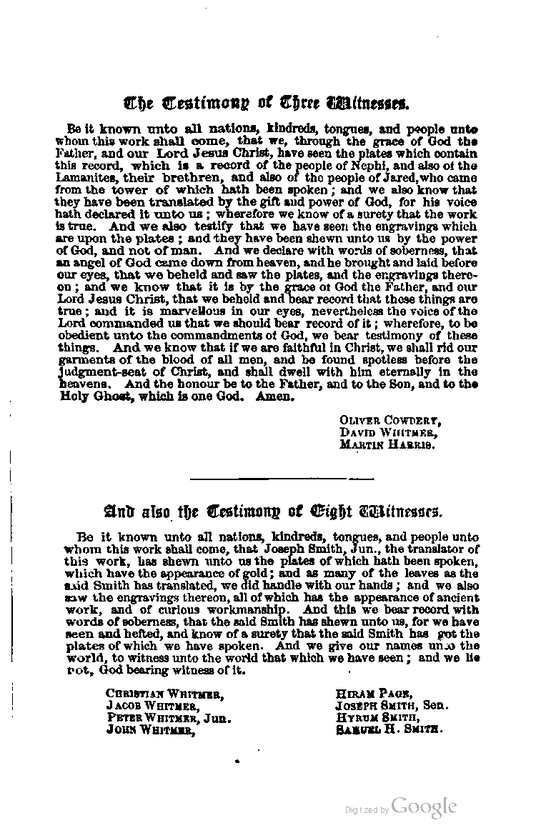 The Testimony of Three Witnesses.
Be it known unto all nations, kindreds, tongues, and people unto
whom this work shall come, that we, through the grace of God the
Father, and our Lord Jesus Christ, have seen the plates which contain
this record, which is a record of the people of Nephi, and also of the
Lamanites, their brethren, and also of the people of Jared, who came
from the tower of which hath been spoken; and we also know that
they have been translated by the gift and power of God, for his voice
hath declared it unto us; wherefore we know of a surety that the work
is true. And we also testify that we have seen the engravings which
are upon the plates; and they have been shewn unto us by the power
of God, and not of man. And we declare with words of soberness, that
an angel of God came down from heaven, and he brought and laid before
our eyes, that we beheld and saw the plates, and the engravings there-
on; and we know that it is by the grace of God the Father, and our
Lord Jesus Christ, that we behold and bear record that these things are
true; and it is marvellous in our eyes, nevertheless the voice of the
Lord commanded us that we should bear record of it; wherefore, to be
obedient unto the commandments of God, we bear testimony of these
things. And we know that if we are faithful in Christ, we shall rid our
garments of the blood of all men, and be found spotless before the
judgment-seat of Christ, and shall dwell with him eternally in the
heavens. And the honour be to the Father, and to the Son, and to the
Holy Ghost, which is one God. Amen.
OLIVER COWDERY,
DAVID WHITMER,
MARTIN HARRIS.
And also the Testimony of Eight Witnesses.
Be it known unto all nations, kindreds, tongues, and people unto
whom this work shall come, that Joseph Smith, Jun., the translator of
this work, has shewn unto us the plates of which hath been spoken,
which have the appearance of gold; and as many of the leaves as the
said Smith has translated, we did handle with our hands; and we also
saw the engravings thereon, all of which has the appearance of ancient
work, and of curious workmanship. And this we bear record with
words of soberness, that the said Smith has shewn unto us, for we have
seen and hefted, and know of a surety that the said Smith has got the
plates of which we have spoken. And we give our names unto the
world, to witness unto the world that which we have seen; and we lie
not, God bearing witness of it.
CHRISTIAN WHITMER,
JACOB WHITMER,
PETER WHITMER, Jun.
JOHN WHITMER,
HIRAM PAGE,
JOSEPH SMITH, Sen.
HYRUM SMITH,
SAMUEL H. SMITH.
Digitized by Google